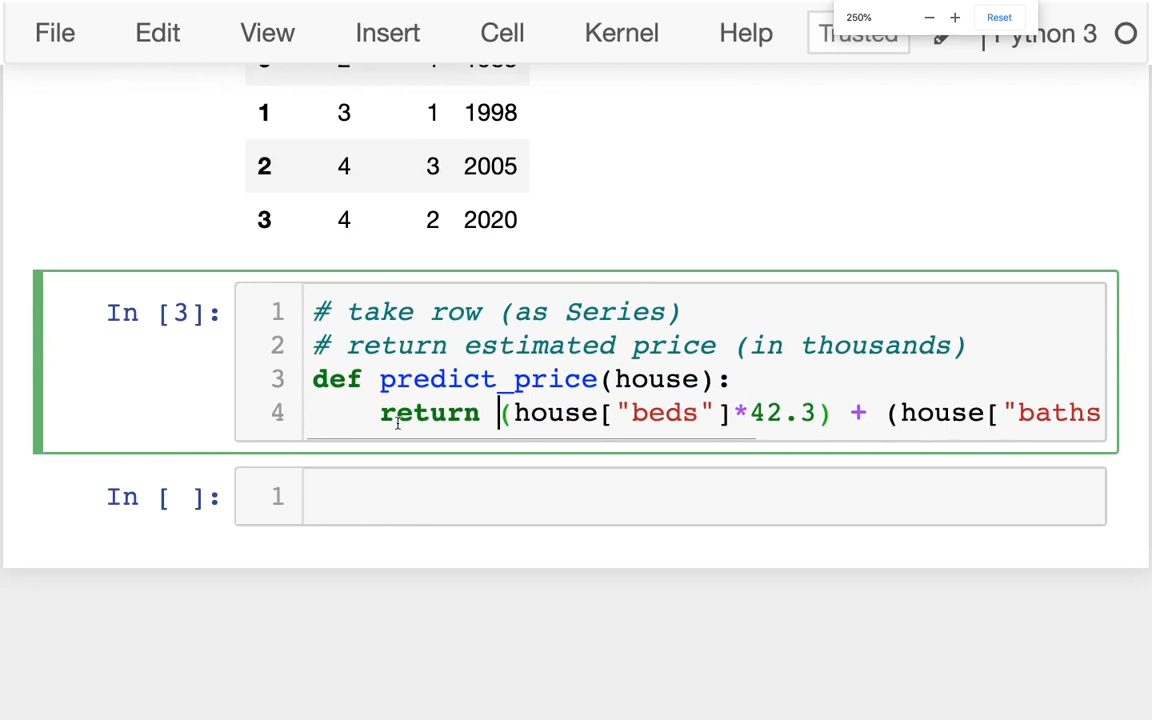 250% − + Reset
File Edit View Insert Cell Kernel Help Trusted Python 3
1 3 1 1998
2 4 3 2005
3 4 2 2020
In [3]:
1 # take row (as Series)
2 # return estimated price (in thousands)
3 def predict_price(house):
4 return (house["beds"]*42.3) + (house["baths
In [ ]: 1